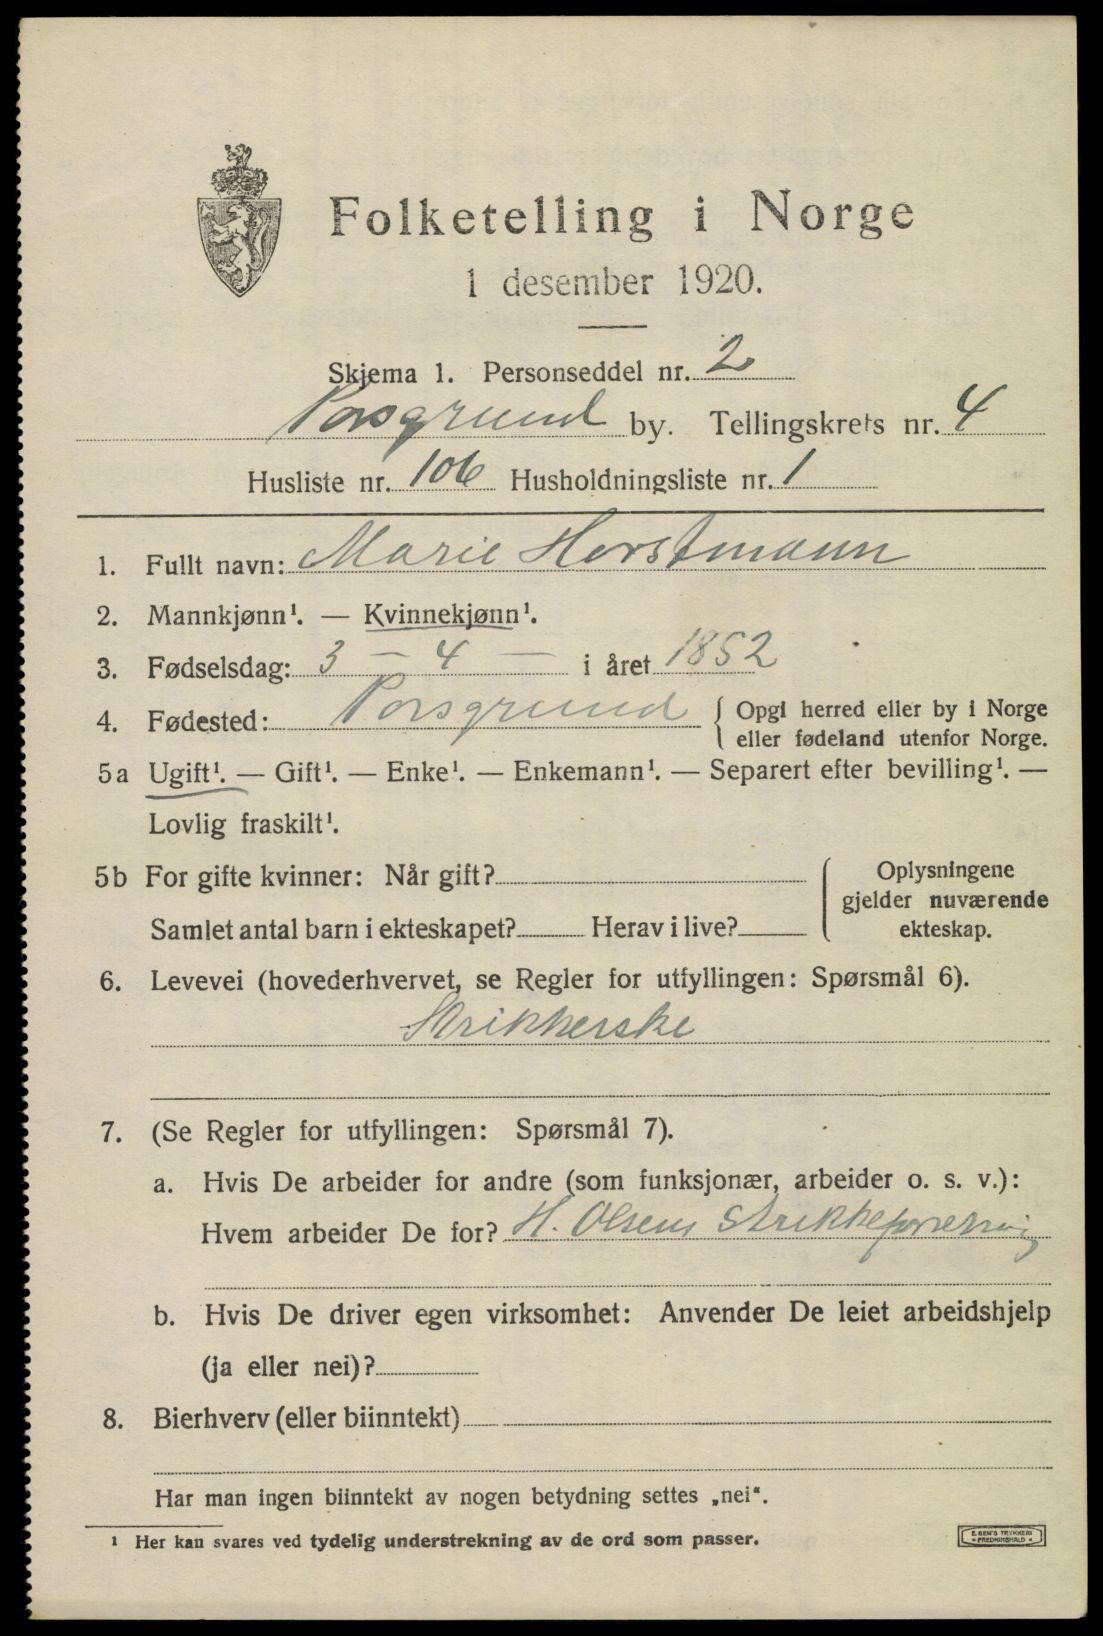 Folketelling i Norge
1 desember 1920.
Skjema 1. Personseddel nr. 2
Porsgrund by. Tellingskrets nr. 4
Husliste nr. 106 Husholdningsliste nr. 1
1. Fullt navn: Marie Horstmann
2. Mannkjønn¹. — Kvinnekjønn¹.
3. Fødselsdag: 3 — 4 — i året 1852
4. Fødested: Porsgrund { Opgl herred eller by i Norge
eller fødeland utenfor Norge.
5a Ugift¹. — Gift¹. — Enke¹. — Enkemann¹. — Separert efter bevilling¹. —
Lovlig fraskilt¹.
5b For gifte kvinner: Når gift? { Oplysningene
gjelder nuværende
Samlet antal barn i ekteskapet? Herav i live? ekteskap.
6. Levevei (hovederhvervet, se Regler for utfyllingen: Spørsmål 6).
Strikkerske
7. (Se Regler for utfyllingen: Spørsmål 7).
a. Hvis De arbeider for andre (som funksjonær, arbeider o. s. v.):
Hvem arbeider De for? H. Olsens Strikkeforretning
b. Hvis De driver egen virksomhet: Anvender De leiet arbeidshjelp
(ja eller nei)?
8. Bierhverv (eller biinntekt)
Har man ingen biinntekt av nogen betydning settes „nei“.
¹ Her kan svares ved tydelig understrekning av de ord som passer.
E. SEM'S TRYKKERI
FREDRIKSHALD